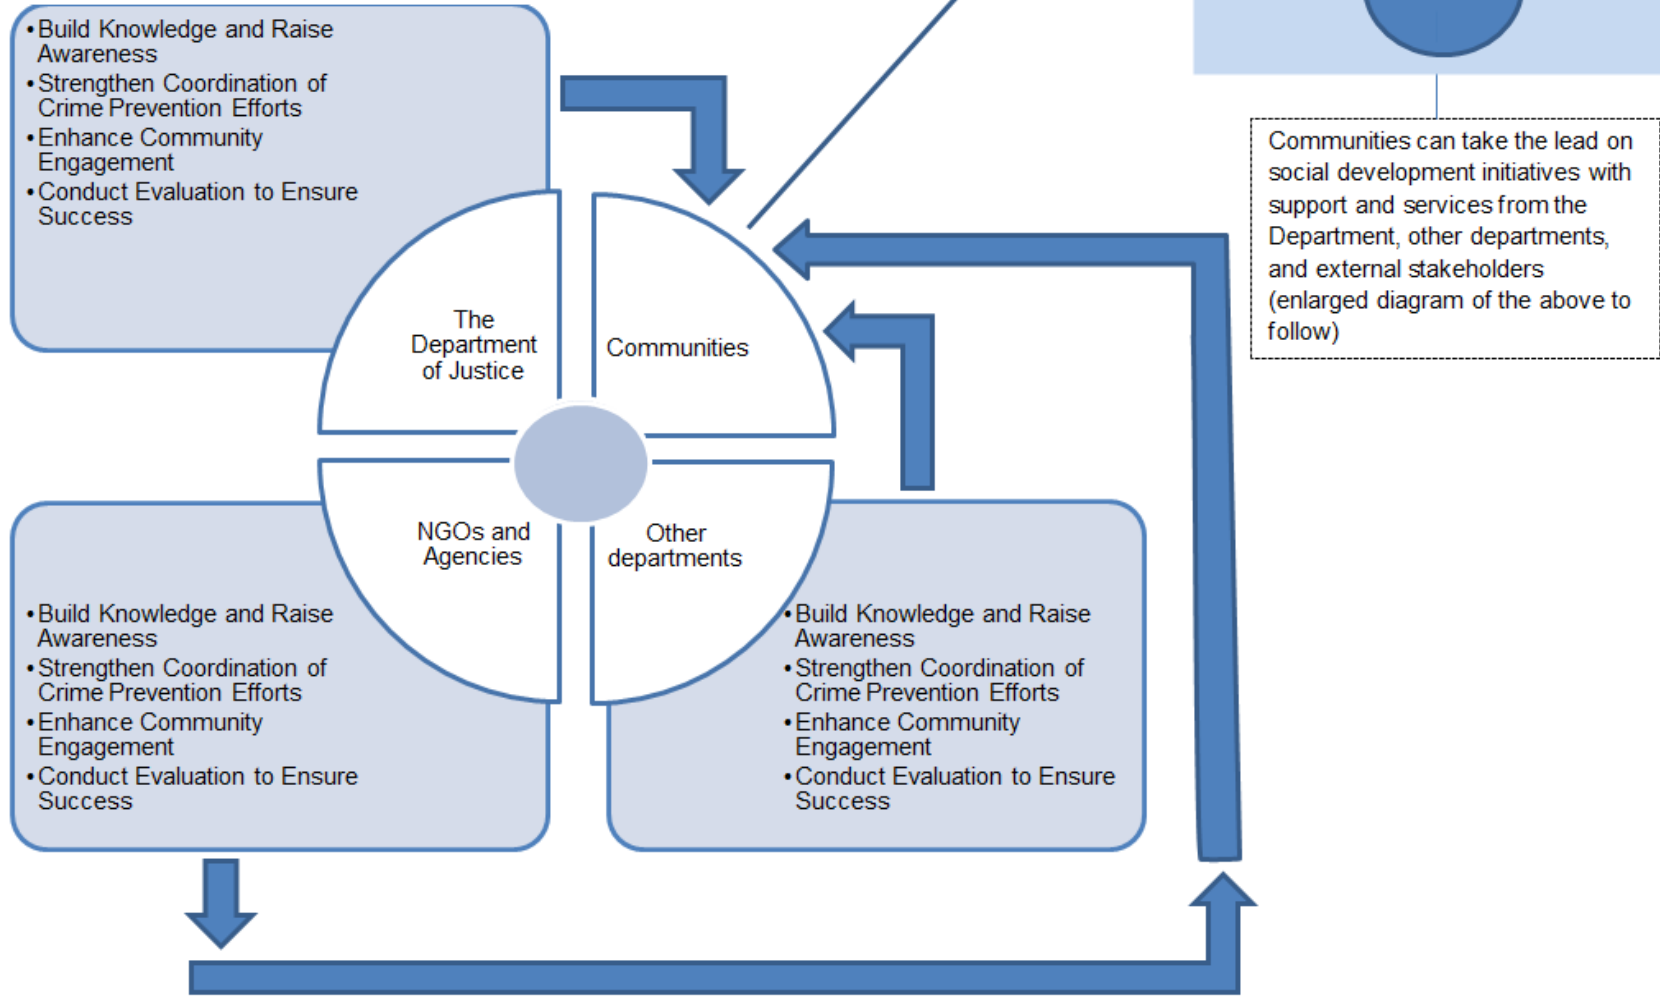 •Build Knowledge and Raise
Awareness
•Strengthen Coordination of
Crime Prevention Efforts
•Enhance Community
Engagement
•Conduct Evaluation to Ensure
Success
Communities can take the lead on
social development initiatives with
support and services from the
Department, other departments,
and external stakeholders
(enlarged diagram of the above to
follow)
The
Department
of Justice
Communities
NGOs and
Agencies
Other
departments
•Build Knowledge and Raise
Awareness
•Strengthen Coordination of
Crime Prevention Efforts
•Enhance Community
Engagement
•Conduct Evaluation to Ensure
Success
•Build Knowledge and Raise
Awareness
•Strengthen Coordination of
Crime Prevention Efforts
•Enhance Community
Engagement
•Conduct Evaluation to Ensure
Success